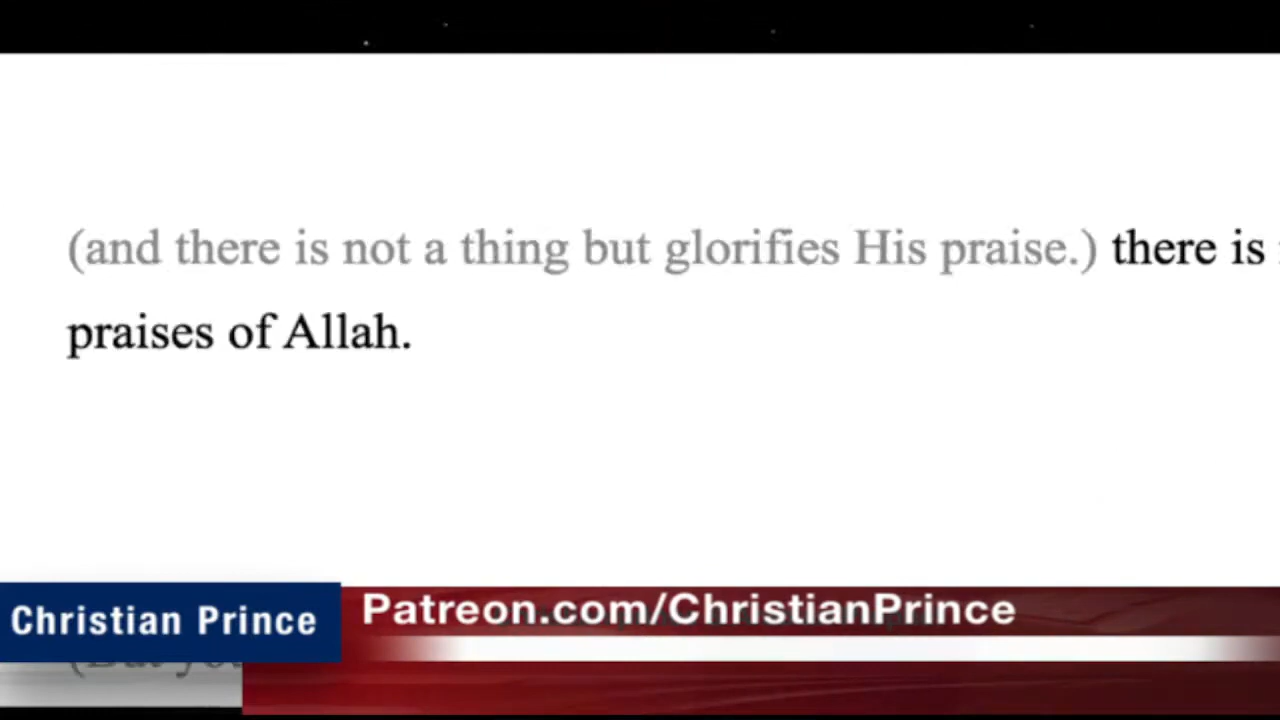 (and there is not a thing but glorifies His praise.) there is
praises of Allah.
Christian Prince
Patreon.com/ChristianPrince